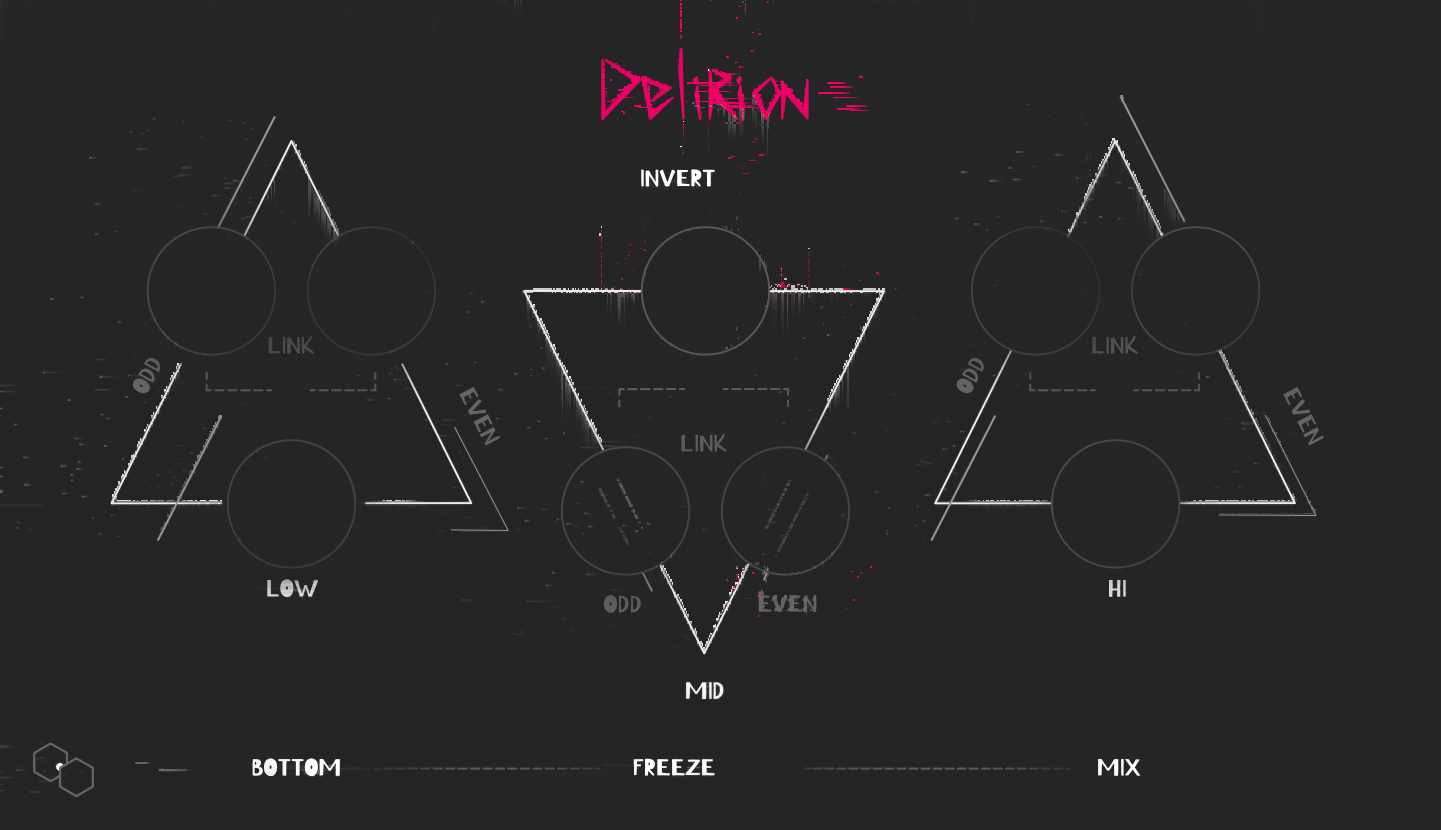 Delirion
INVERT
LINK
ODD
EVEN
LOW
LINK
ODD
EVEN
MID
LINK
ODD
EVEN
HI
BOTTOM
FREEZE
MIX